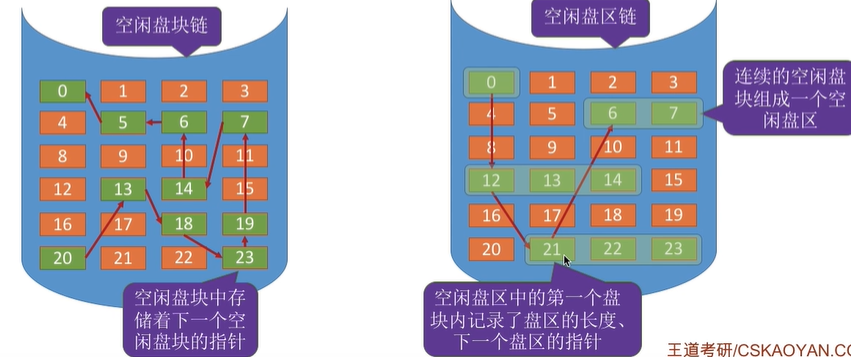 空闲盘块链
0 1 2 3
4 5 6 7
8 9 10 11
12 13 14 15
16 17 18 19
20 21 22 23
空闲盘块中存
储着下一个空
闲盘块的指针
空闲盘区链
0 1 2 3
4 5 6 7
8 9 10 11
12 13 14 15
16 17 18 19
20 21 22 23
连续的空闲盘
块组成一个空
闲盘区
空闲盘区中的第一个盘
块内记录了盘区的长度、
下一个盘区的指针
王道考研/CSKAOYAN.CO